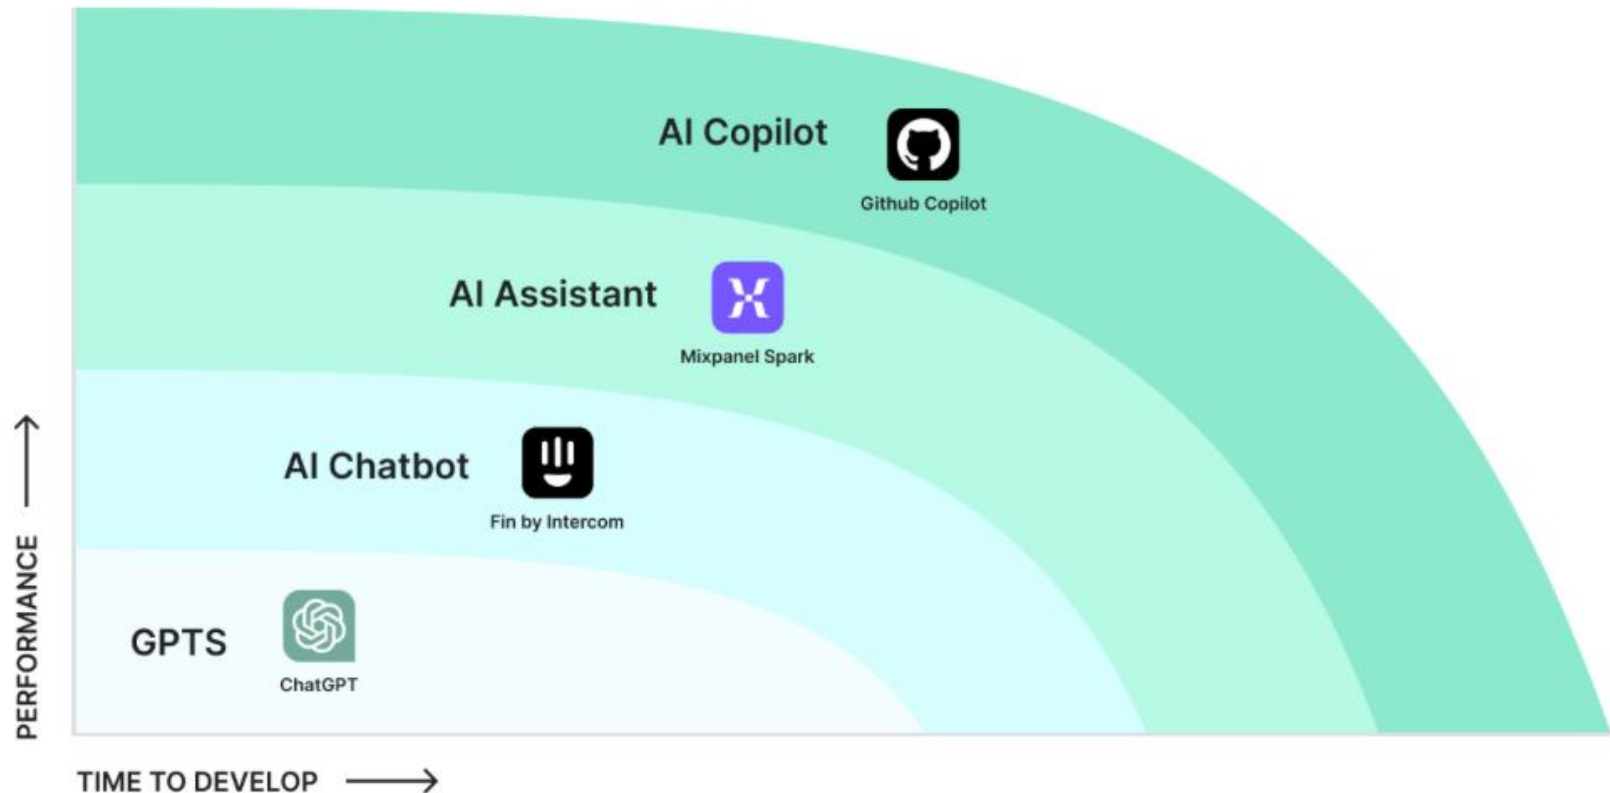 AI Copilot
Github Copilot
AI Assistant
Mixpanel Spark
AI Chatbot
Fin by Intercom
GPTS
ChatGPT
PERFORMANCE
TIME TO DEVELOP